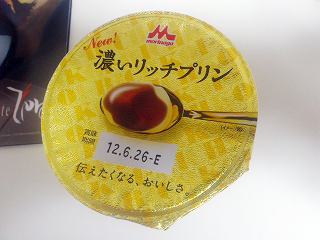 New!
morinaga
濃いリッチプリン
賞味
期限
12.6.26-E
伝えたくなる、おいしさ。